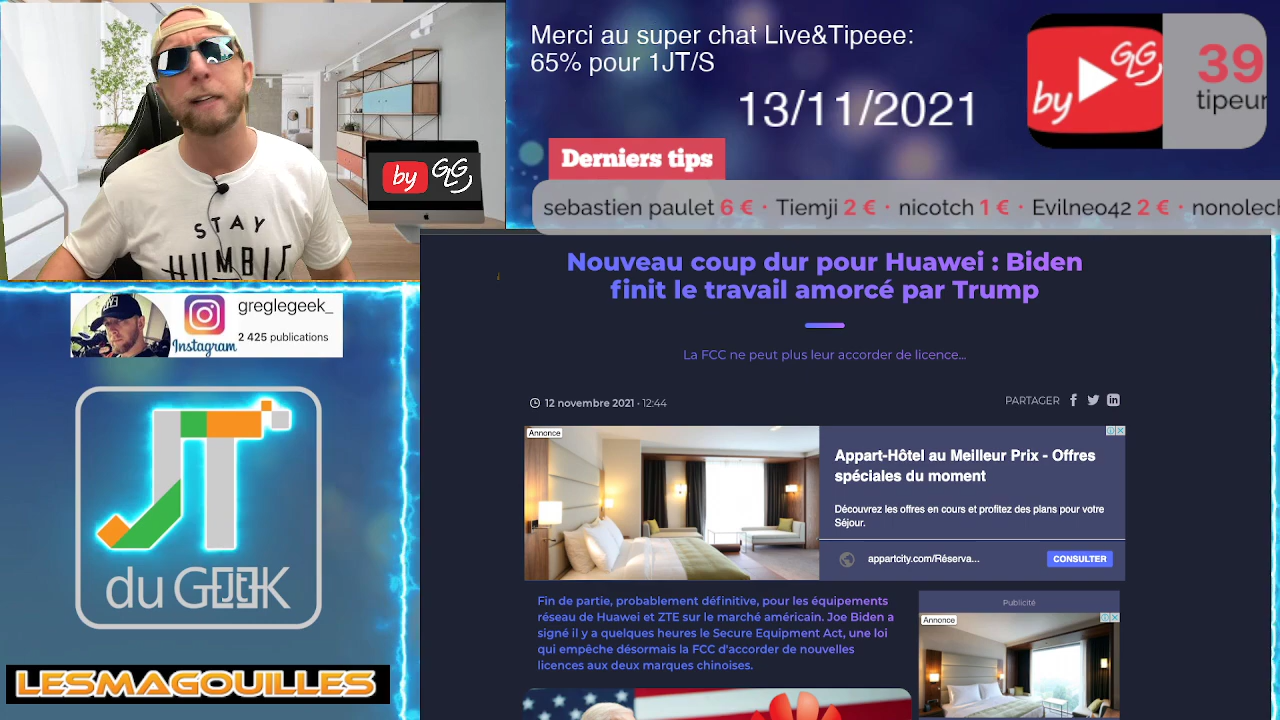 STAY
HUMBLE
by GLG
Merci au super chat Live&Tipeee:
65% pour 1JT/S
13/11/2021
by GLG
39
tipeur
Derniers tips
sebastien paulet 6 € · Tiemji 2 € · nicotch 1 € · Evilneo42 2 € · nonolech
greglegeek_
2 425 publications
Instagram
JT
du GEEK
LESMAGOUILLES
Nouveau coup dur pour Huawei : Biden
finit le travail amorcé par Trump
La FCC ne peut plus leur accorder de licence...
12 novembre 2021 · 12:44
PARTAGER
Annonce
Appart-Hôtel au Meilleur Prix - Offres
spéciales du moment
Découvrez les offres en cours et profitez des plans pour votre
Séjour.
appartcity.com/Réserva...
CONSULTER
Fin de partie, probablement définitive, pour les équipements
réseau de Huawei et ZTE sur le marché américain. Joe Biden a
signé il y a quelques heures le Secure Equipment Act, une loi
qui empêche désormais la FCC d'accorder de nouvelles
licences aux deux marques chinoises.
Publicité
Annonce